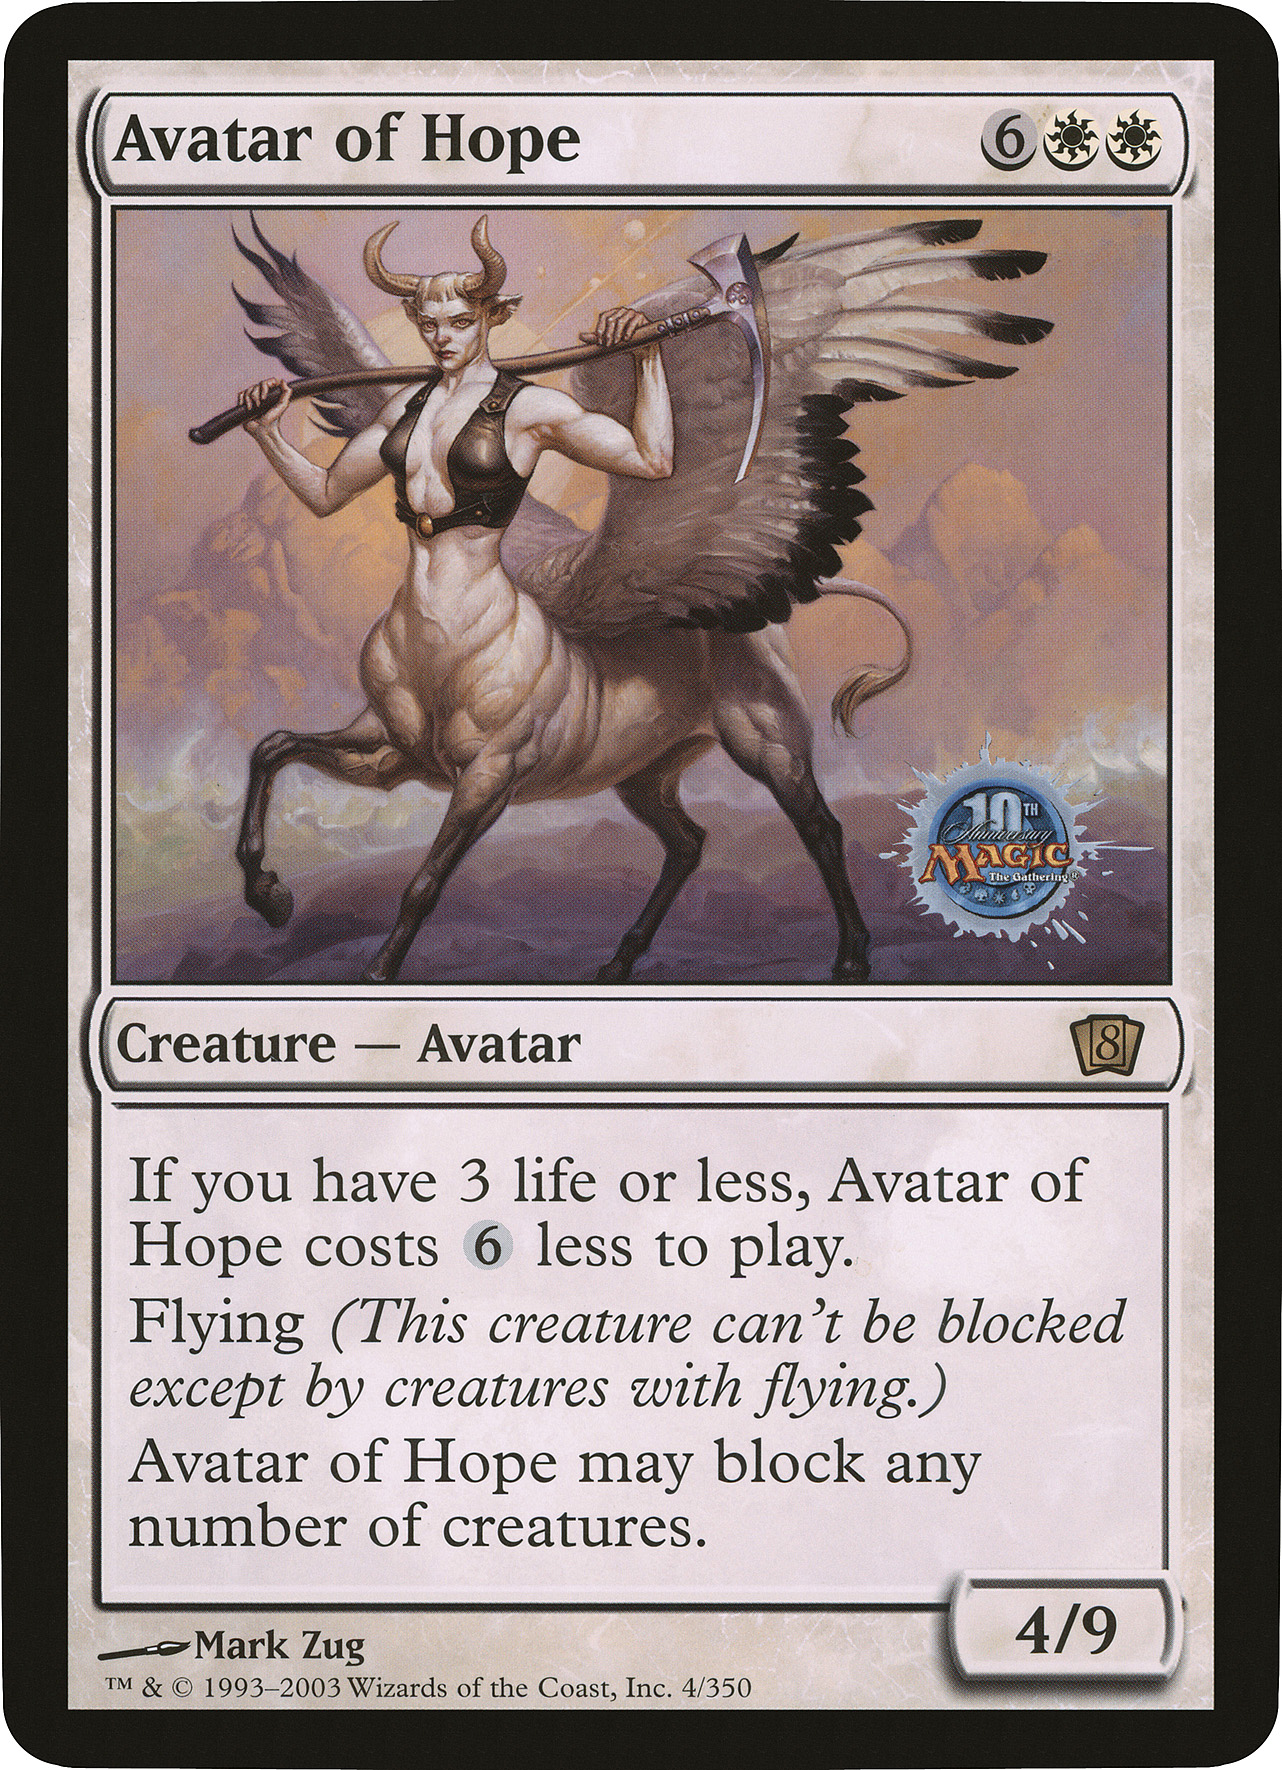 Avatar of Hope 6
10TH
Anniversary
MAGIC
The Gathering®
Creature — Avatar 8
If you have 3 life or less, Avatar of
Hope costs 6 less to play.
Flying (This creature can't be blocked
except by creatures with flying.)
Avatar of Hope may block any
number of creatures.
4/9
Mark Zug
™ & © 1993–2003 Wizards of the Coast, Inc. 4/350